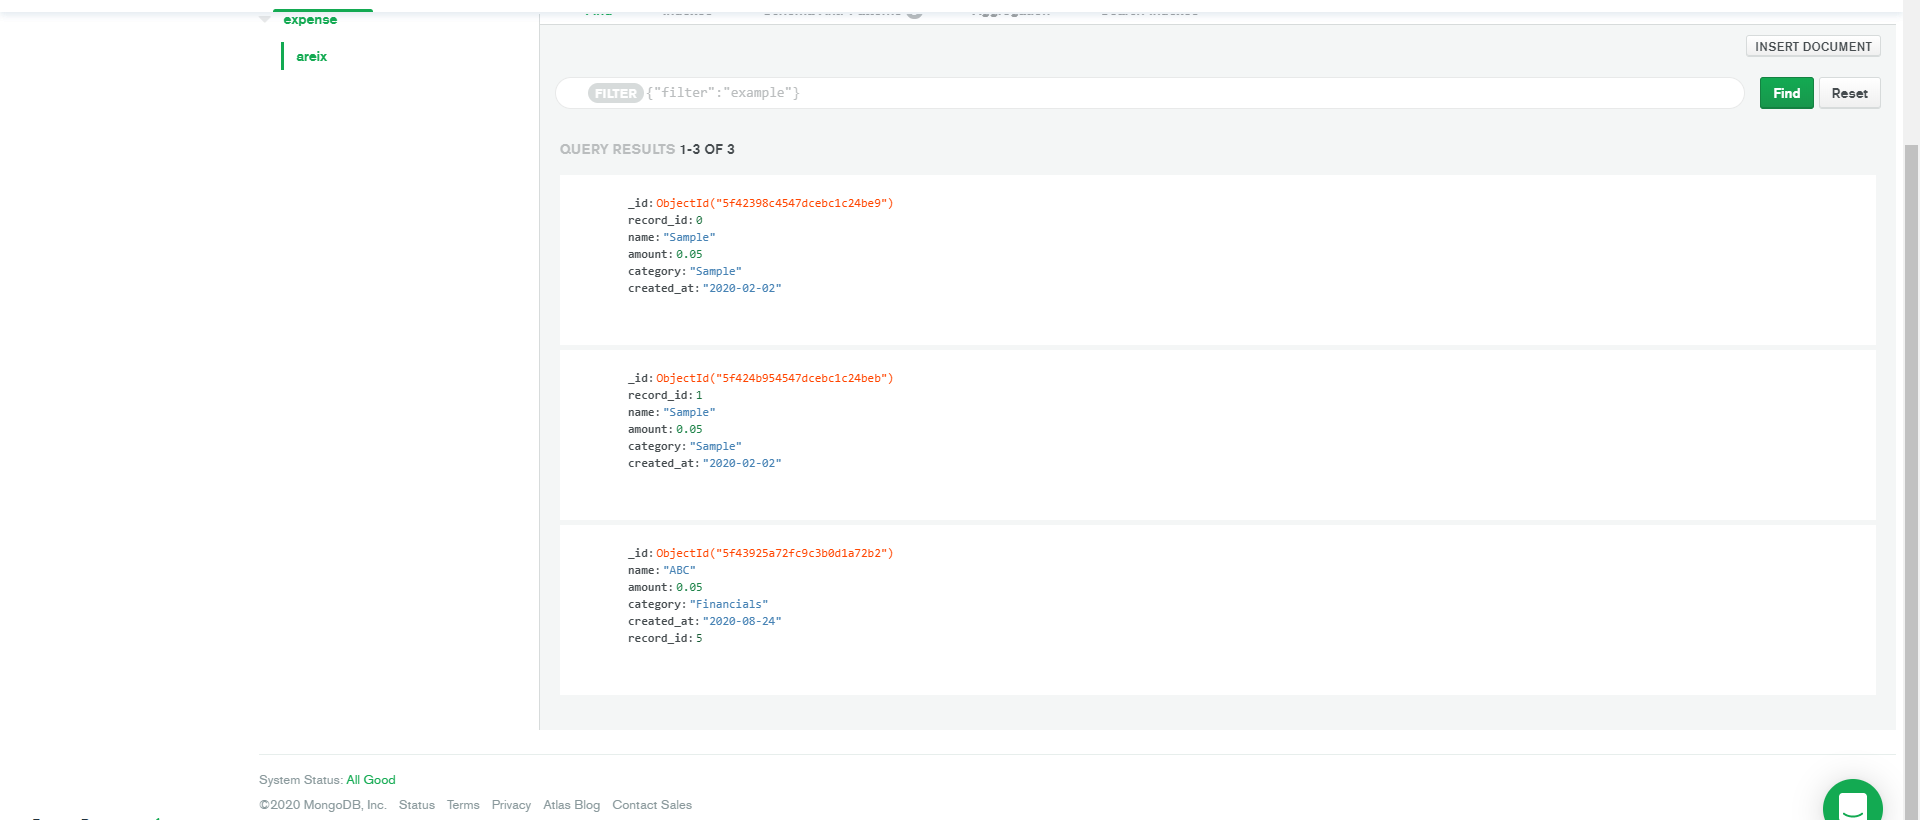 expense
areix
INSERT DOCUMENT
FILTER {"filter":"example"}
Find
Reset
QUERY RESULTS 1-3 OF 3
_id: ObjectId("5f42398c4547dcebc1c24be9")
record_id: 0
name: "Sample"
amount: 0.05
category: "Sample"
created_at: "2020-02-02"
_id: ObjectId("5f424b954547dcebc1c24beb")
record_id: 1
name: "Sample"
amount: 0.05
category: "Sample"
created_at: "2020-02-02"
_id: ObjectId("5f43925a72fc9c3b0d1a72b2")
name: "ABC"
amount: 0.05
category: "Financials"
created_at: "2020-08-24"
record_id: 5
System Status: All Good
©2020 MongoDB, Inc. Status Terms Privacy Atlas Blog Contact Sales